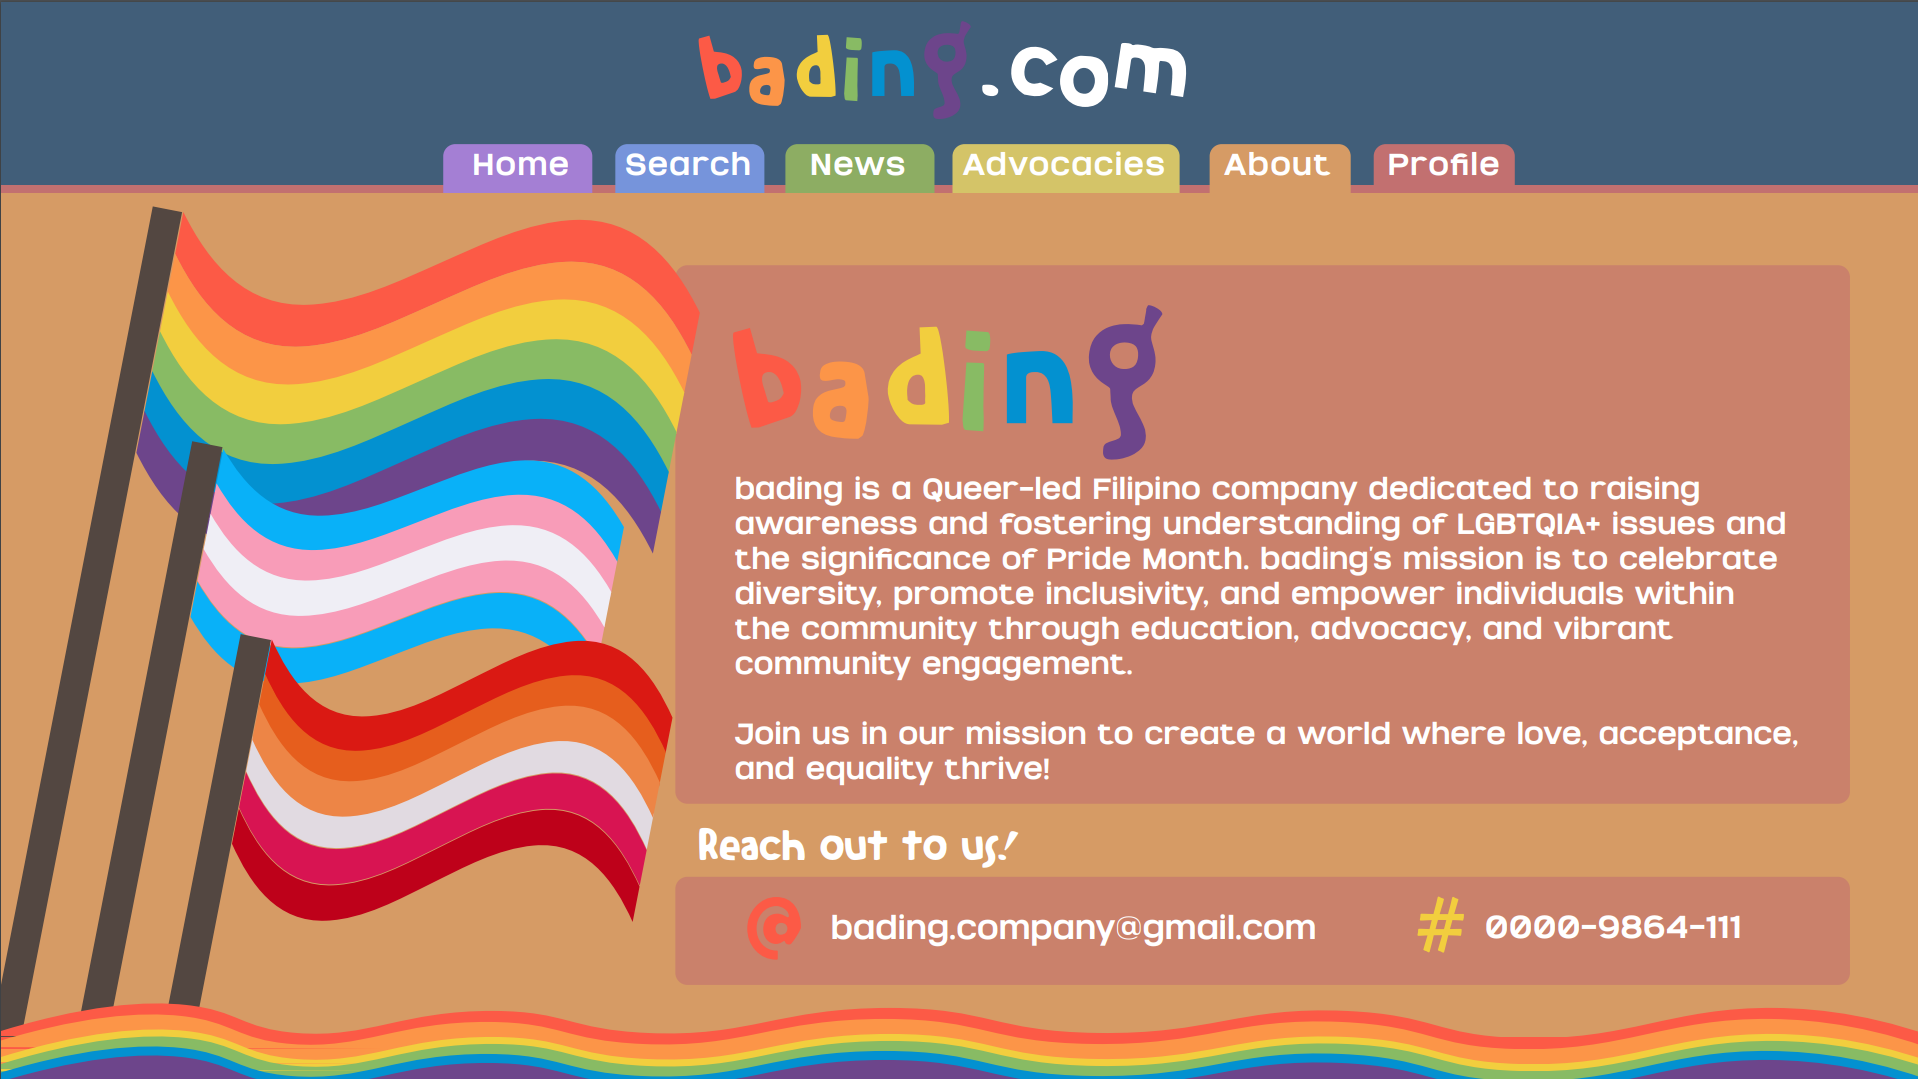 bading.com
Home Search News Advocacies About Profile
bading
bading is a Queer-led Filipino company dedicated to raising
awareness and fostering understanding of LGBTQIA+ issues and
the significance of Pride Month. bading's mission is to celebrate
diversity, promote inclusivity, and empower individuals within
the community through education, advocacy, and vibrant
community engagement.
Join us in our mission to create a world where love, acceptance,
and equality thrive!
Reach out to us!
@ bading.company@gmail.com # 0000-9864-111